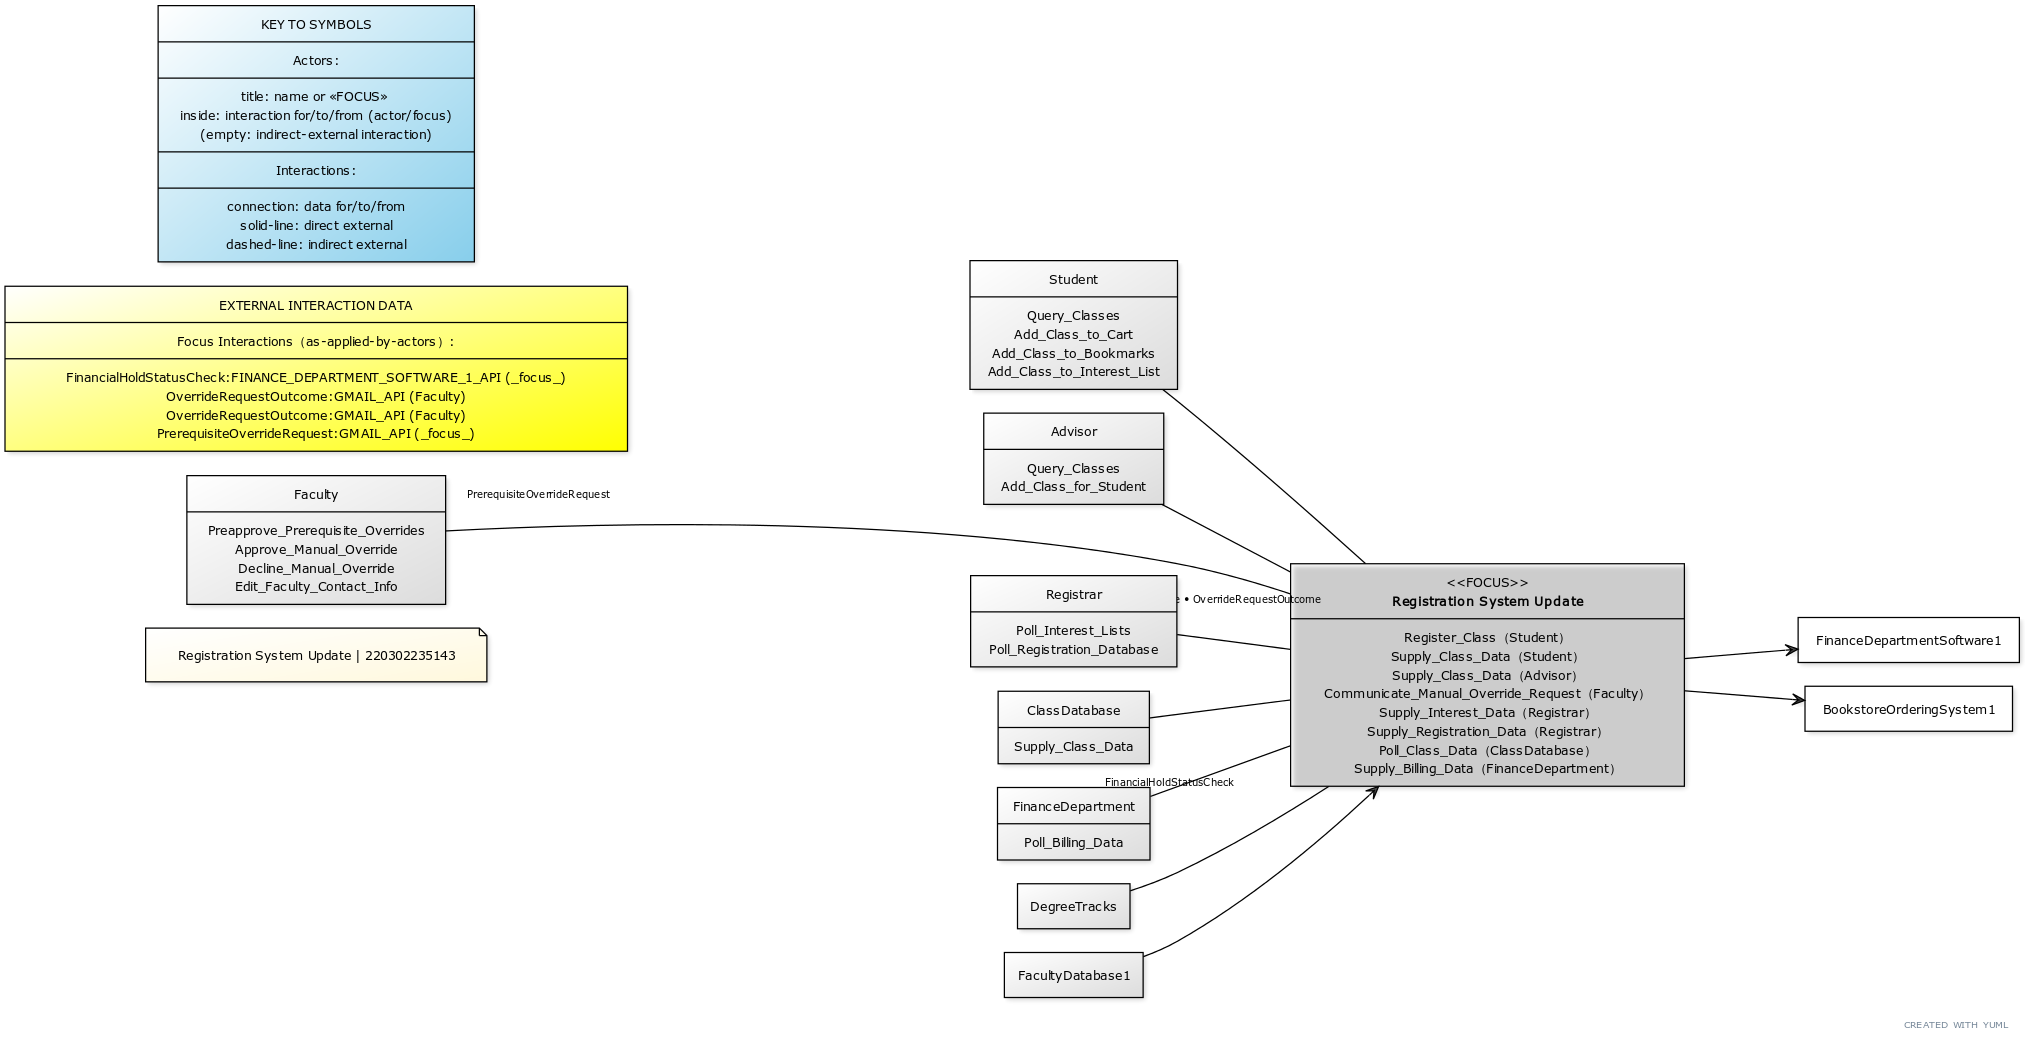 KEY TO SYMBOLS
Actors:
title: name or «FOCUS»
inside: interaction for/to/from (actor/focus)
(empty: indirect-external interaction)
Interactions:
connection: data for/to/from
solid-line: direct external
dashed-line: indirect external
EXTERNAL INTERACTION DATA
Focus Interactions (as-applied-by-actors) :
FinancialHoldStatusCheck:FINANCE_DEPARTMENT_SOFTWARE_1_API (_focus_)
OverrideRequestOutcome:GMAIL_API (Faculty)
OverrideRequestOutcome:GMAIL_API (Faculty)
PrerequisiteOverrideRequest:GMAIL_API (_focus_)
Faculty
Preapprove_Prerequisite_Overrides
Approve_Manual_Override
Decline_Manual_Override
Edit_Faculty_Contact_Info
PrerequisiteOverrideRequest
Registration System Update | 220302235143
Student
Query_Classes
Add_Class_to_Cart
Add_Class_to_Bookmarks
Add_Class_to_Interest_List
Advisor
Query_Classes
Add_Class_for_Student
Registrar
Poll_Interest_Lists
Poll_Registration_Database
• OverrideRequestOutcome
ClassDatabase
Supply_Class_Data
FinancialHoldStatusCheck
FinanceDepartment
Poll_Billing_Data
DegreeTracks
FacultyDatabase1
<<FOCUS>>
Registration System Update
Register_Class (Student)
Supply_Class_Data (Student)
Supply_Class_Data (Advisor)
Communicate_Manual_Override_Request (Faculty)
Supply_Interest_Data (Registrar)
Supply_Registration_Data (Registrar)
Poll_Class_Data (ClassDatabase)
Supply_Billing_Data (FinanceDepartment)
FinanceDepartmentSoftware1
BookstoreOrderingSystem1
CREATED WITH YUML